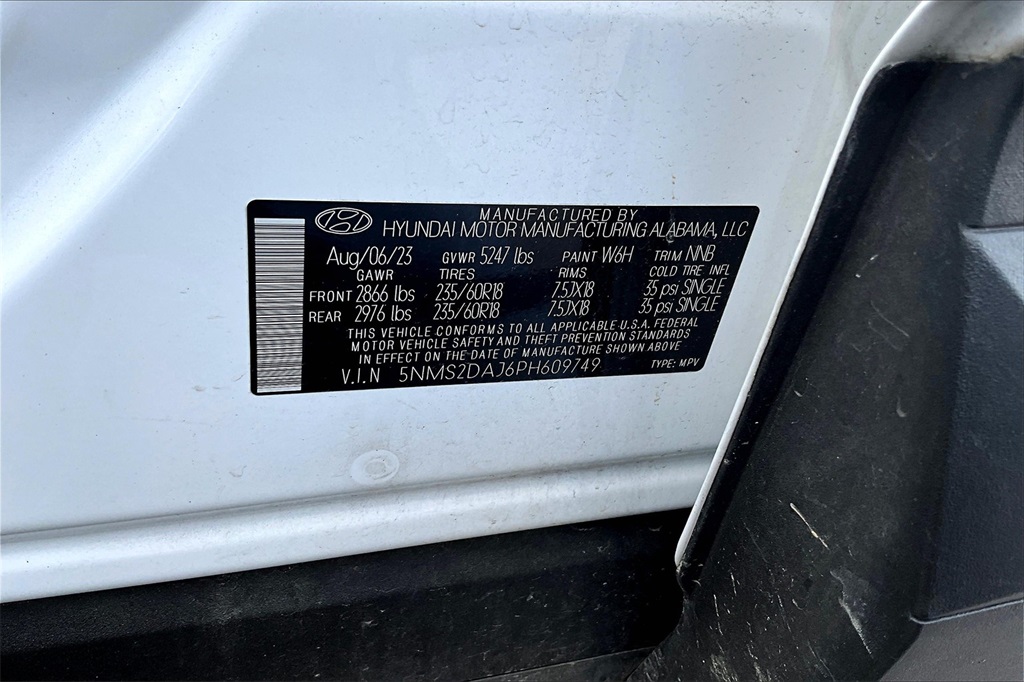 MANUFACTURED BY
HYUNDAI MOTOR MANUFACTURING ALABAMA, LLC
Aug/06/23 GVWR 5247 lbs PAINT W6H TRIM NNB
GAWR TIRES RIMS COLD TIRE INFL
FRONT 2866 lbs 235/60R18 7.5JX18 35 psi SINGLE
REAR 2976 lbs 235/60R18 7.5JX18 35 psi SINGLE
THIS VEHICLE CONFORMS TO ALL APPLICABLE U.S.A. FEDERAL
MOTOR VEHICLE SAFETY AND THEFT PREVENTION STANDARDS
IN EFFECT ON THE DATE OF MANUFACTURE SHOWN ABOVE
V.I.N 5NMS2DAJ6PH609749 TYPE: MPV